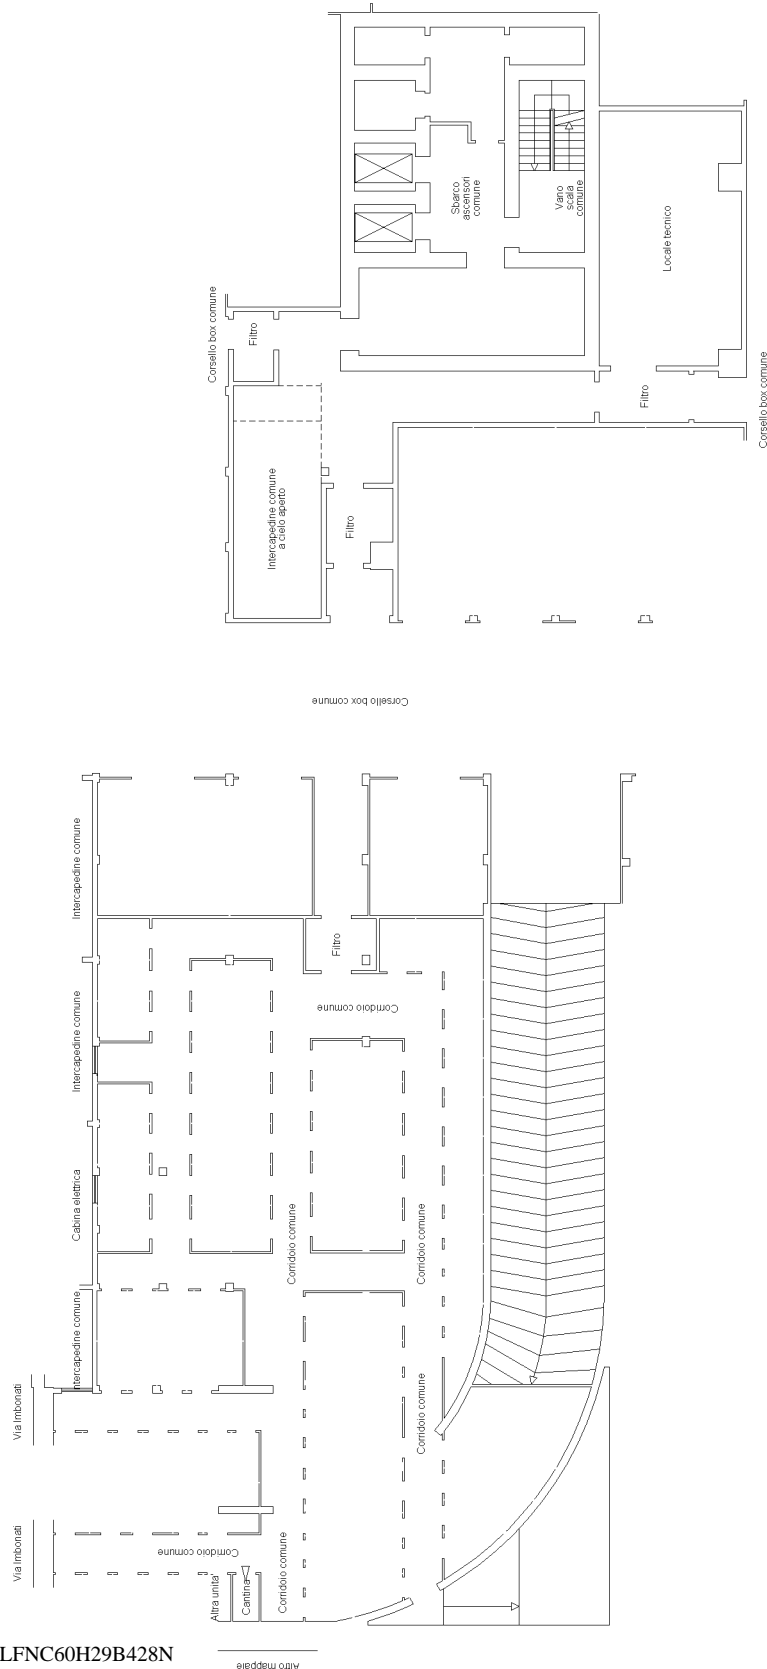 Corsello box comune
Filtro
Sbarco
ascensori
comune
Vano
scala
comune
Locale tecnico
Filtro
Corsello box comune
Intercapedine comune
a cielo aperto
Filtro
Corsello box comune
Intercapedine comune
Filtro
Intercapedine comune
Corridoio comune
Cabina elettrica
Corridoio comune
Corridoio comune
Intercapedine comune
Corridoio comune
Via Imbonati
Via Imbonati
Corridoio comune
Altra unita'
Cantina
Corridoio comune
LFNC60H29B428N
Altro mappale